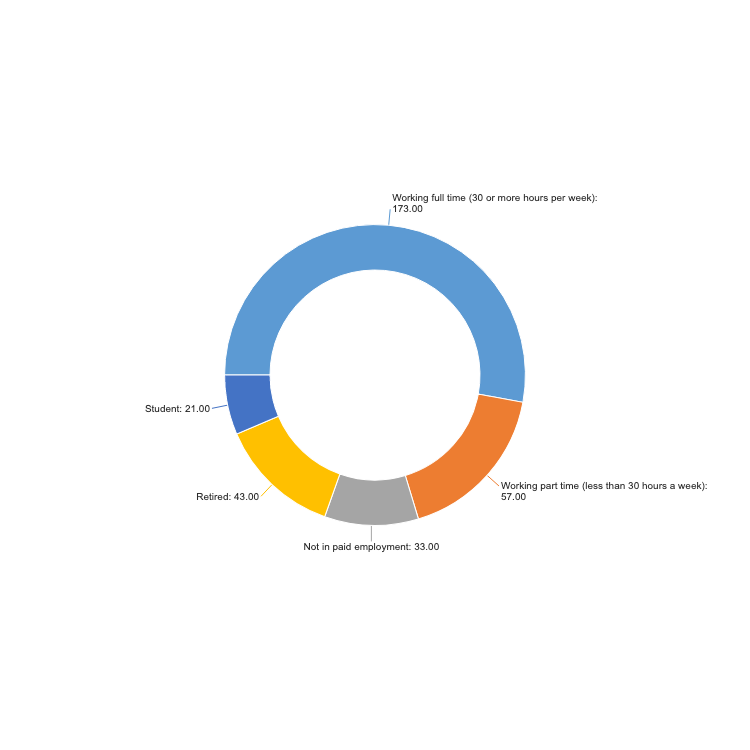 Working full time (30 or more hours per week):
173.00
Student: 21.00
Working part time (less than 30 hours a week):
57.00
Retired: 43.00
Not in paid employment: 33.00